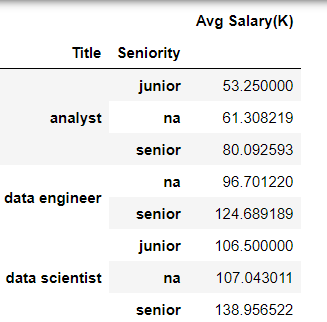 Avg Salary(K)
Title Seniority
junior 53.250000
analyst na 61.308219
senior 80.092593
data engineer na 96.701220
senior 124.689189
junior 106.500000
data scientist na 107.043011
senior 138.956522